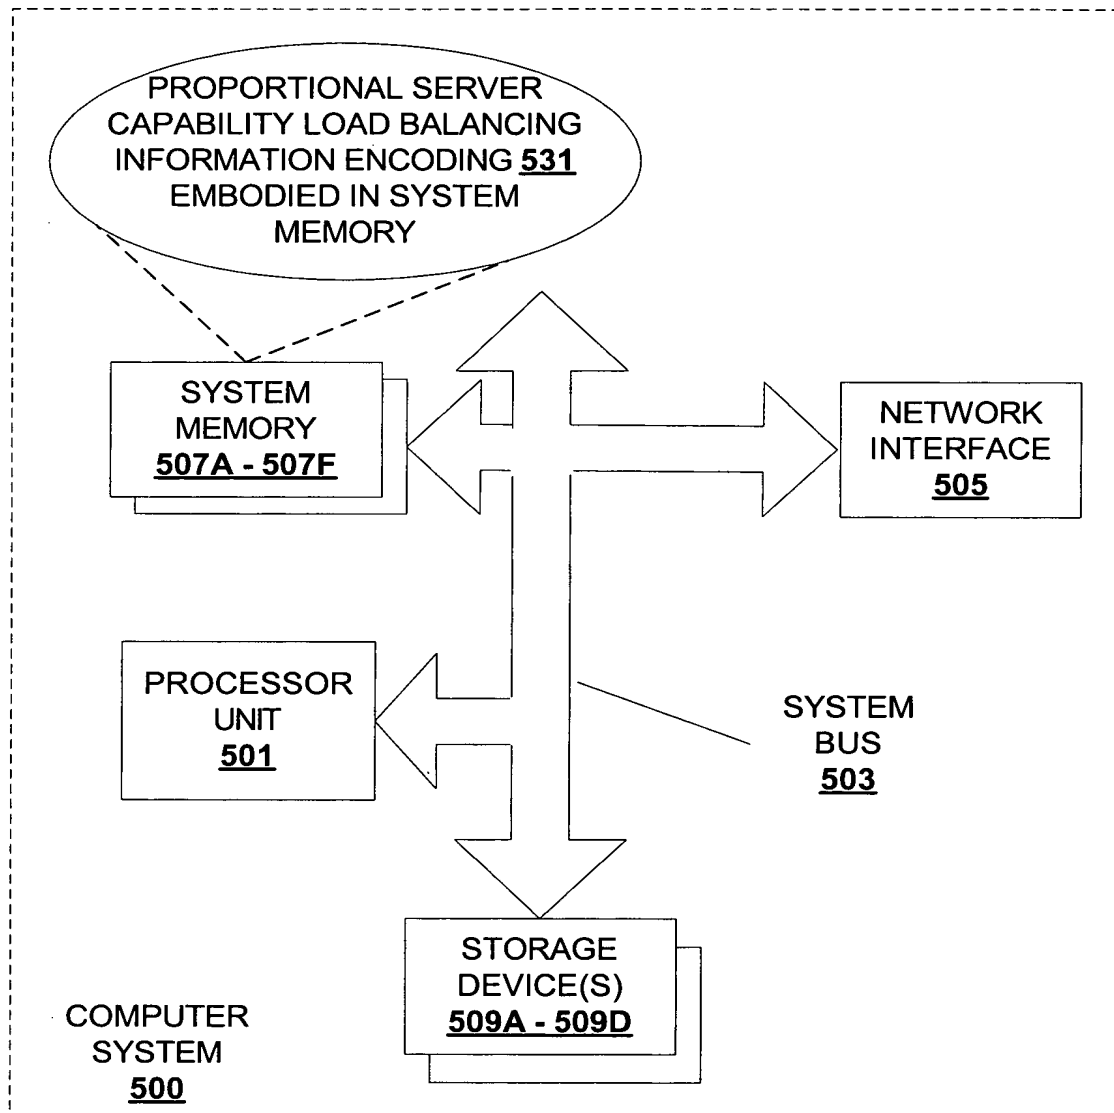 PROPORTIONAL SERVER
CAPABILITY LOAD BALANCING
INFORMATION ENCODING 531
EMBODIED IN SYSTEM
MEMORY
SYSTEM
MEMORY
507A - 507F
NETWORK
INTERFACE
505
PROCESSOR
UNIT
501
SYSTEM
BUS
503
STORAGE
DEVICE(S)
509A - 509D
COMPUTER
SYSTEM
500